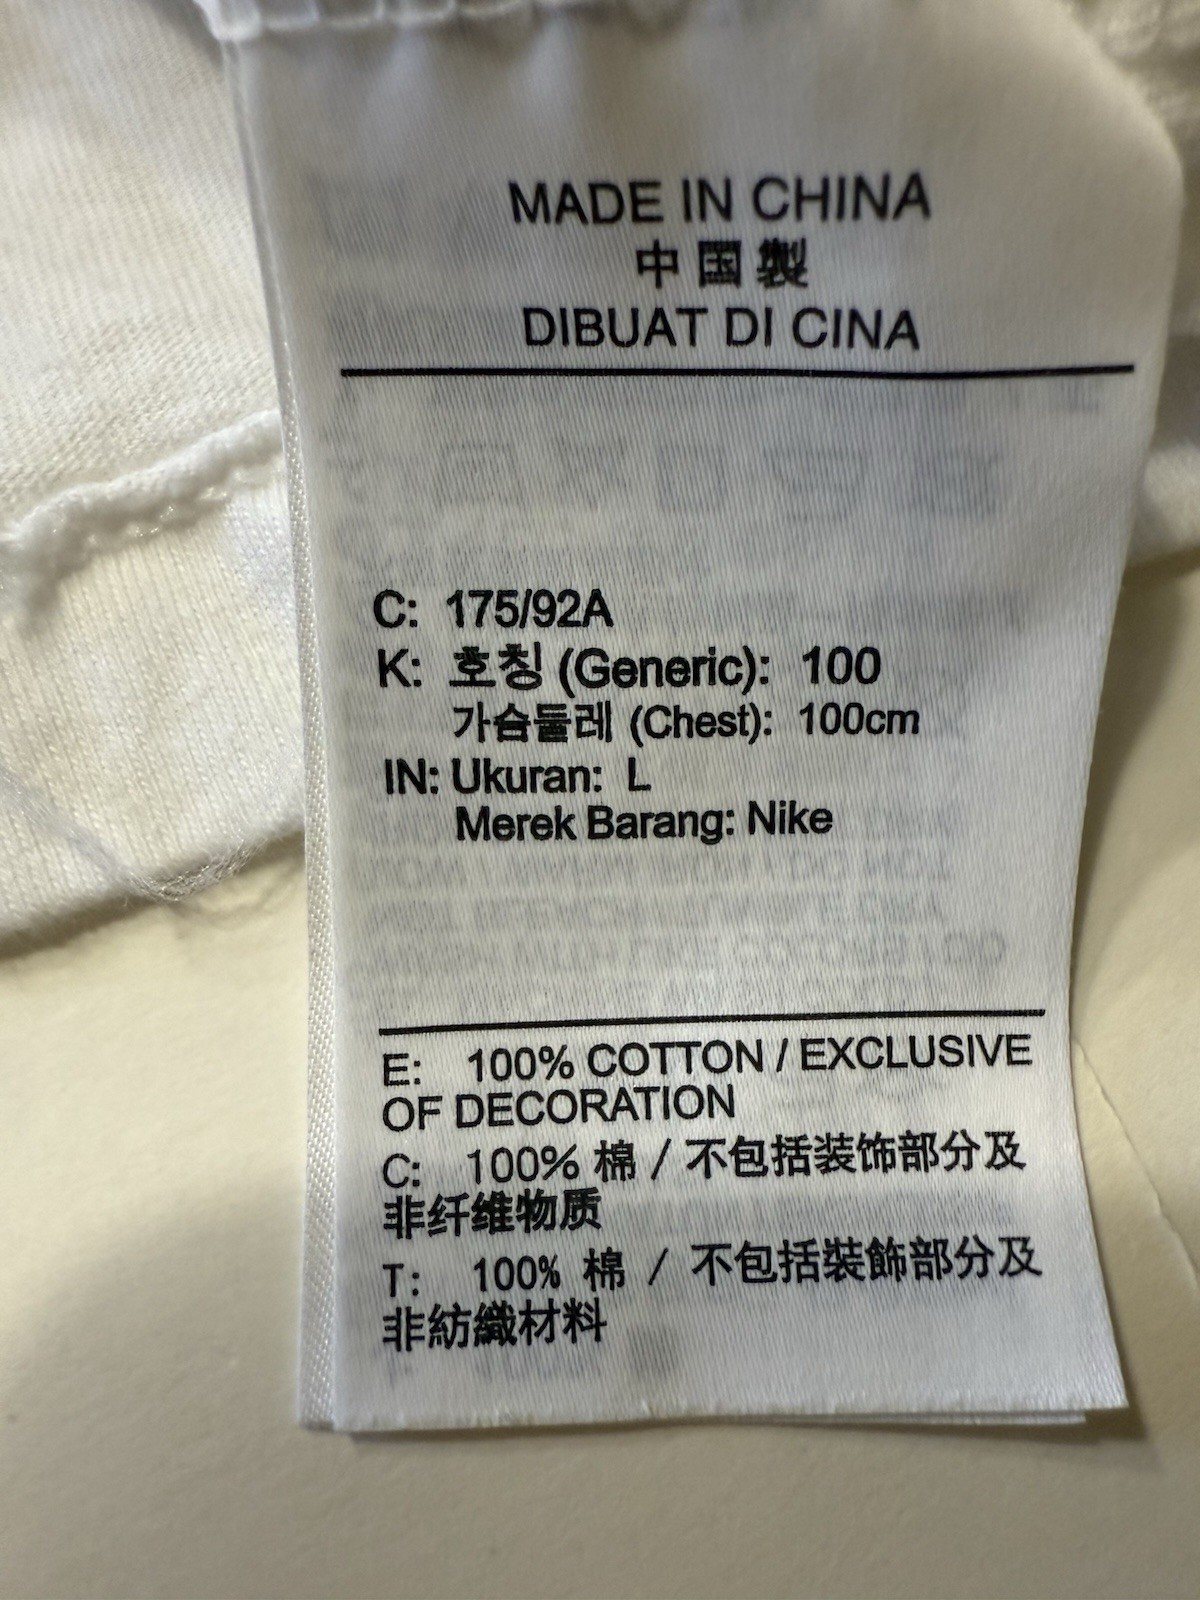 MADE IN CHINA
中国製
DIBUAT DI CINA
C: 175/92A
K: 호칭 (Generic): 100
가슴둘레 (Chest): 100cm
IN: Ukuran: L
Merek Barang: Nike
E: 100% COTTON / EXCLUSIVE
OF DECORATION
C: 100% 棉 / 不包括装饰部分及
非纤维物质
T: 100% 棉 / 不包括裝飾部分及
非紡織材料